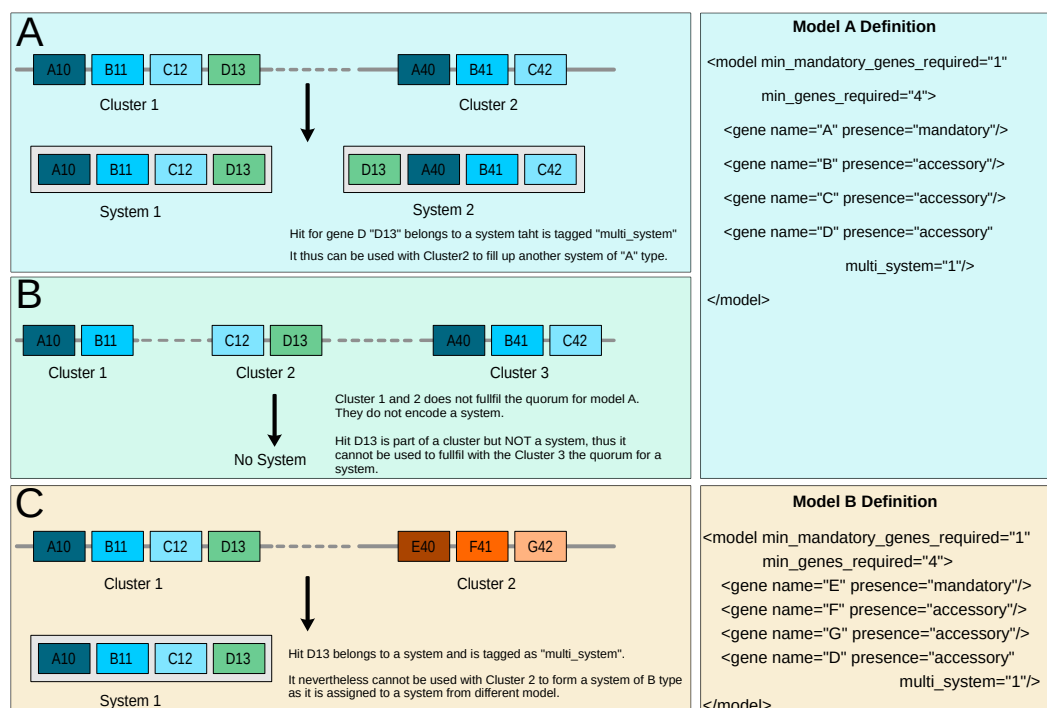 A
A10 B11 C12 D13 A40 B41 C42
Cluster 1 Cluster 2
A10 B11 C12 D13 D13 A40 B41 C42
System 1 System 2
Hit for gene D "D13" belongs to a system taht is tagged "multi_system"
It thus can be used with Cluster2 to fill up another system of "A" type.
Model A Definition
<model min_mandatory_genes_required="1"
min_genes_required="4">
<gene name="A" presence="mandatory"/>
<gene name="B" presence="accessory"/>
<gene name="C" presence="accessory"/>
<gene name="D" presence="accessory"
multi_system="1"/>
</model>
B
A10 B11 C12 D13 A40 B41 C42
Cluster 1 Cluster 2 Cluster 3
Cluster 1 and 2 does not fullfil the quorum for model A.
They do not encode a system.
Hit D13 is part of a cluster but NOT a system, thus it
cannot be used to fullfil with the Cluster 3 the quorum for a
system.
No System
C
A10 B11 C12 D13 E40 F41 G42
Cluster 1 Cluster 2
A10 B11 C12 D13
System 1
Hit D13 belongs to a system and is tagged as "multi_system".
It nevertheless cannot be used with Cluster 2 to form a system of B type
as it is assigned to a system from different model.
Model B Definition
<model min_mandatory_genes_required="1"
min_genes_required="4">
<gene name="E" presence="mandatory"/>
<gene name="F" presence="accessory"/>
<gene name="G" presence="accessory"/>
<gene name="D" presence="accessory"
multi_system="1"/>
</model>